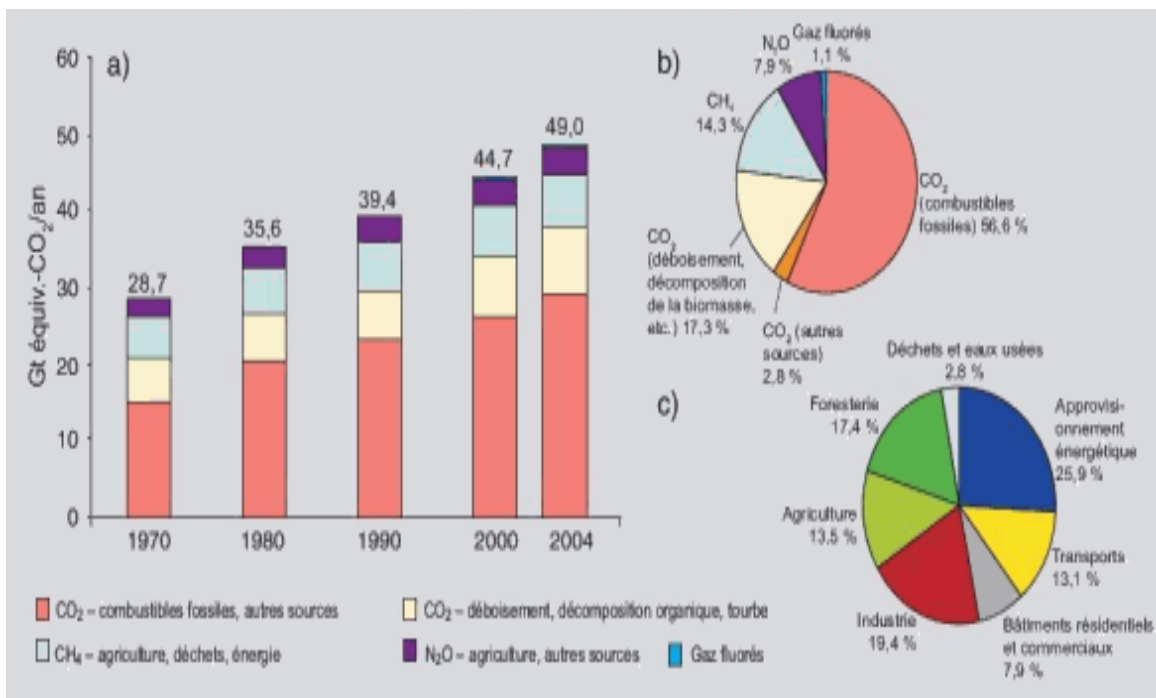 a)
60
50
40
30
20
10
0
Gt équiv.-CO₂/an
28,7
35,6
39,4
44,7
49,0
1970
1980
1990
2000
2004
b)
Gaz fluorés
1,1 %
N₂O
7,9 %
CH₄
14,3 %
CO₂
(combustibles
fossiles) 56,6 %
CO₂
(déboisement,
décomposition
de la biomasse,
etc.) 17,3 %
CO₂ (autres
sources)
2,8 %
c)
Déchets et eaux usées
2,8 %
Foresterie
17,4 %
Approvisi-
onnement
énergétique
25,9 %
Agriculture
13,5 %
Transports
13,1 %
Industrie
19,4 %
Bâtiments résidentiels
et commerciaux
7,9 %
CO₂ – combustibles fossiles, autres sources
CO₂ – déboisement, décomposition organique, tourbe
CH₄ – agriculture, déchets, énergie
N₂O – agriculture, autres sources
Gaz fluorés